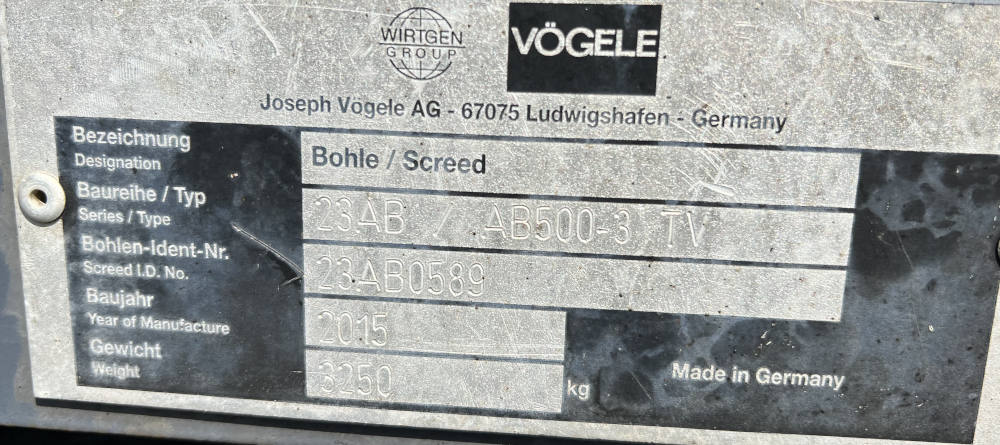 WIRTGEN
GROUP
VÖGELE
Joseph Vögele AG - 67075 Ludwigshafen - Germany
Bezeichnung
Designation
Bohle / Screed
Baureihe / Typ
Series / Type
23AB / AB500-3 TV
Bohlen-Ident-Nr.
Screed I.D. No.
23AB0589
Baujahr
Year of Manufacture
2015
Gewicht
Weight
3250 kg
Made in Germany